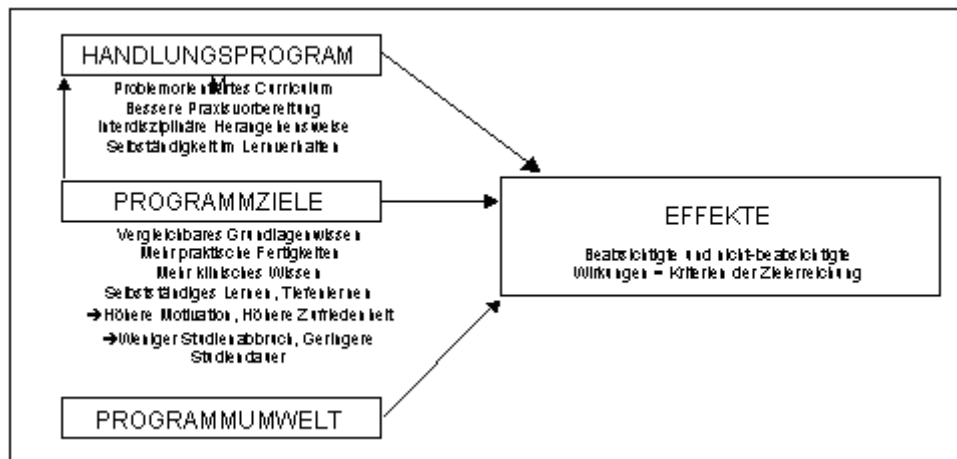 HANDLUNGSPROGRAM
M
Problemorientiertes Curriculum
Bessere Praxisvorbereitung
Interdisziplinäre Herangehensweise
Selbständigkeit im Lernverhalten
PROGRAMMZIELE
Vergleichbares Grundlagenwissen
Mehr praktische Fertigkeiten
Mehr klinisches Wissen
Selbstständiges Lernen, Tiefenlernen
➔Höhere Motivation, Höhere Zufriedenheit
➔Weniger Studienabbruch, Geringere
Studiendauer
PROGRAMMUMWELT
EFFEKTE
Beabsichtigte und nicht-beabsichtigte
Wirkungen = Kriterien der Zielerreichung